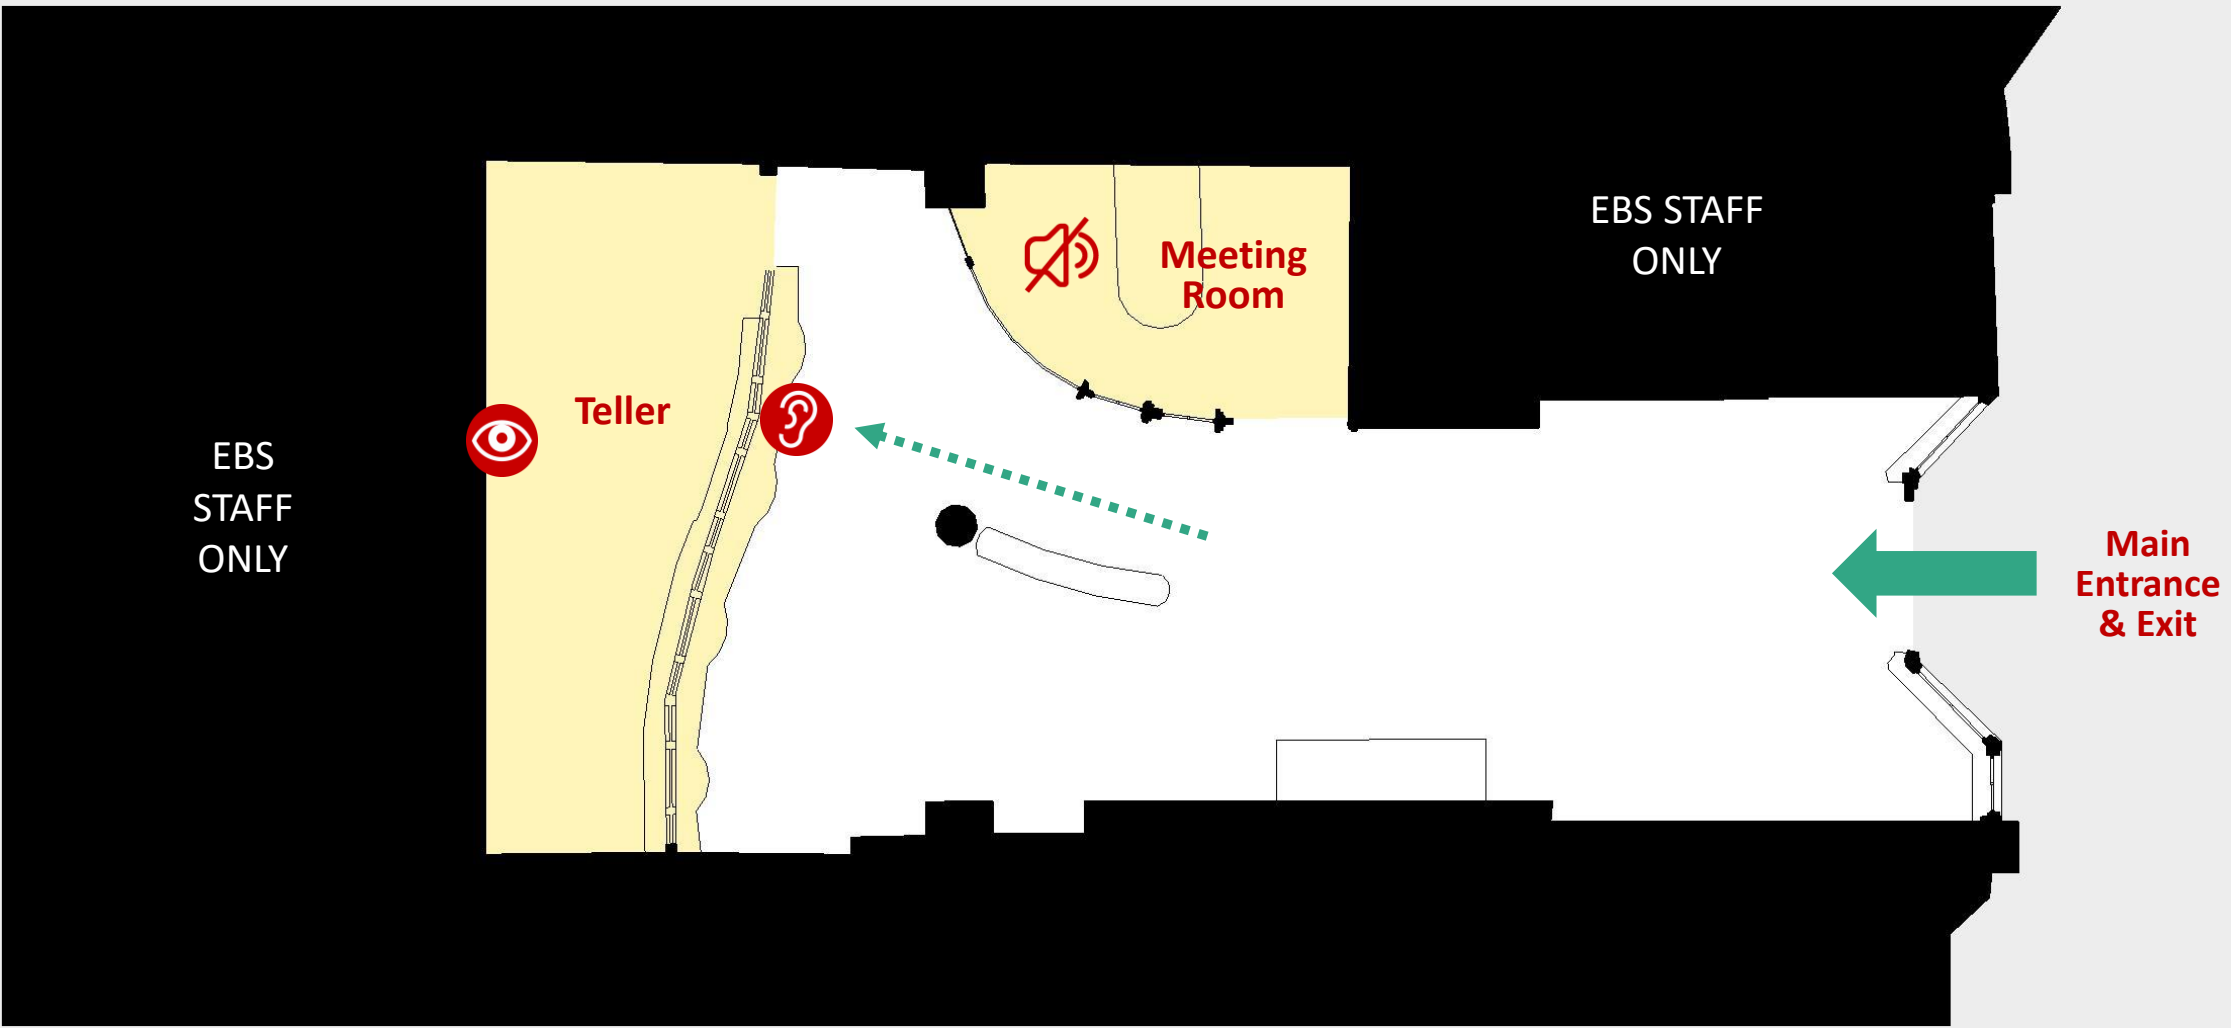 EBS STAFF
ONLY
Meeting
Room
Teller
EBS
STAFF
ONLY
Main
Entrance
& Exit